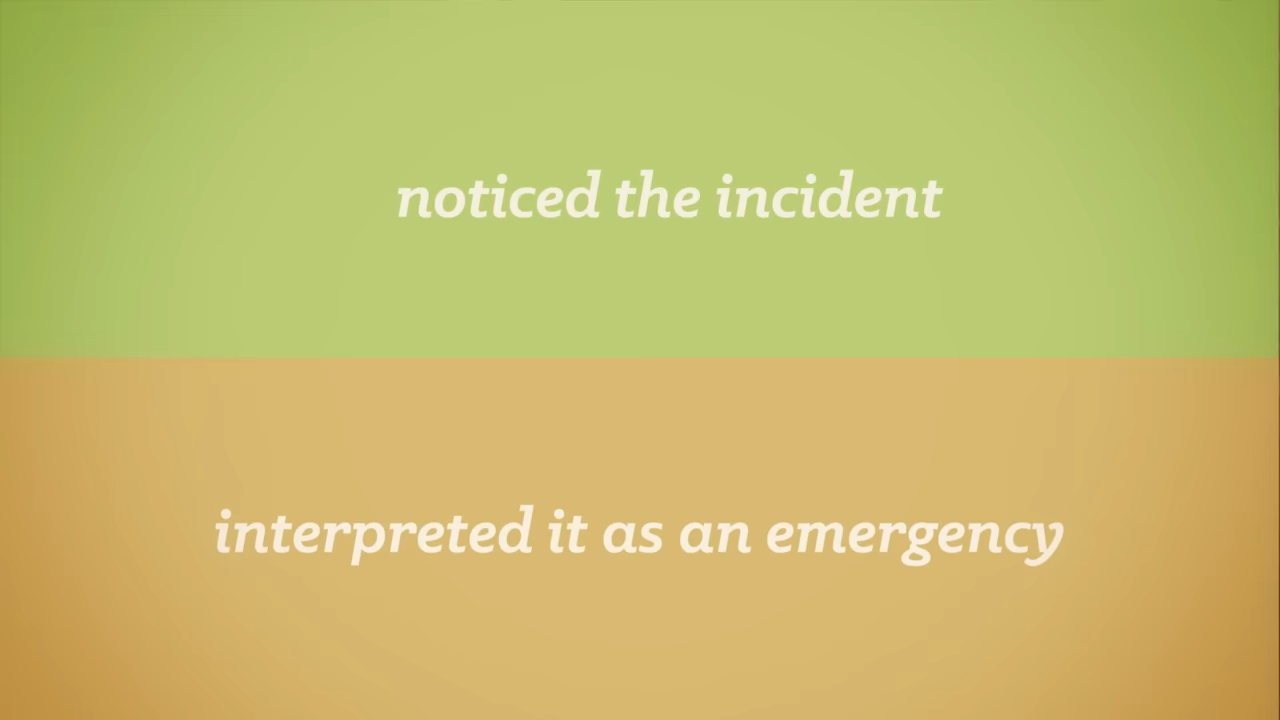 noticed the incident
interpreted it as an emergency